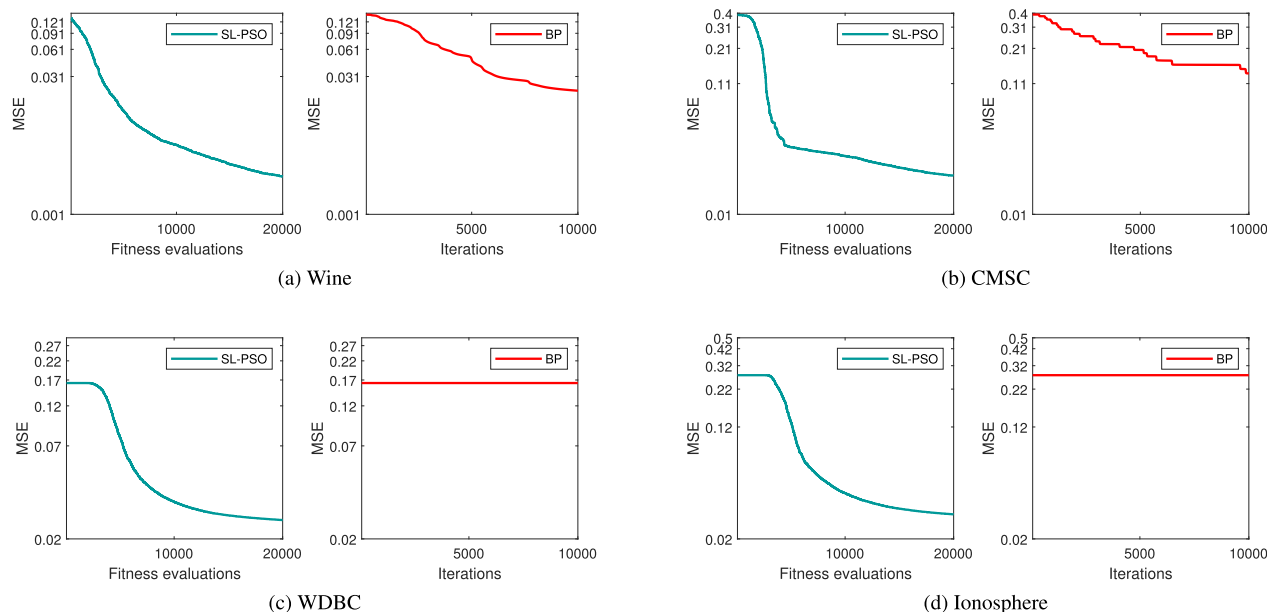 0.121
0.091
0.061
0.031
0.001
MSE
SL-PSO
10000 20000
Fitness evaluations
0.121
0.091
0.061
0.031
0.001
MSE
BP
5000 10000
Iterations
(a) Wine
0.4
0.31
0.21
0.11
0.01
MSE
SL-PSO
10000 20000
Fitness evaluations
0.4
0.31
0.21
0.11
0.01
MSE
BP
5000 10000
Iterations
(b) CMSC
0.27
0.22
0.17
0.12
0.07
0.02
MSE
SL-PSO
10000 20000
Fitness evaluations
0.27
0.22
0.17
0.12
0.07
0.02
MSE
BP
5000 10000
Iterations
(c) WDBC
0.5
0.42
0.32
0.22
0.12
0.02
MSE
SL-PSO
10000 20000
Fitness evaluations
0.5
0.42
0.32
0.22
0.12
0.02
MSE
BP
5000 10000
Iterations
(d) Ionosphere